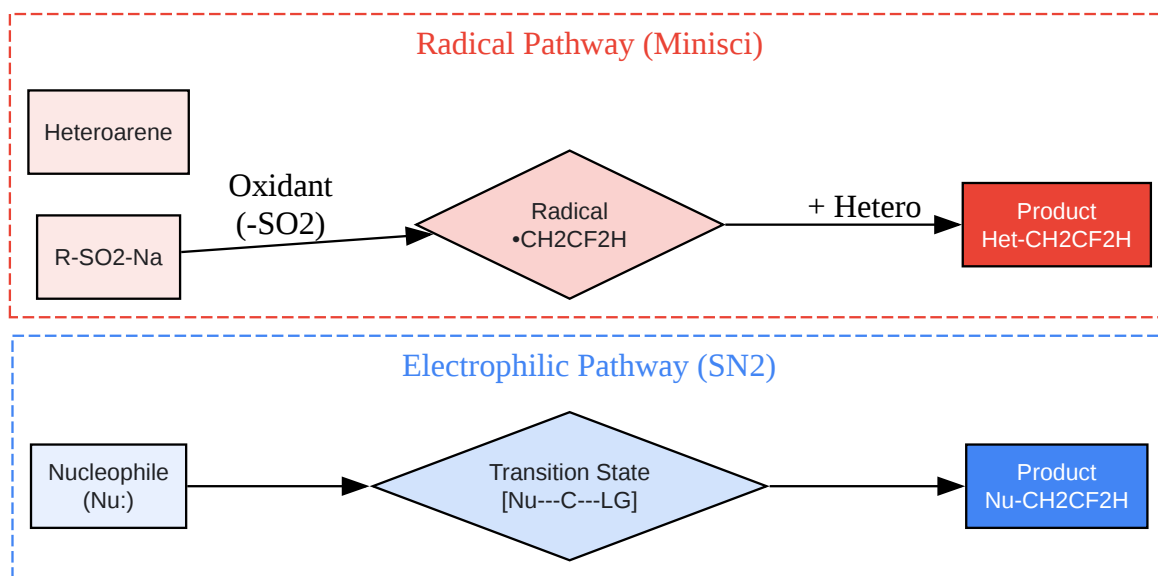 Radical Pathway (Minisci)
Heteroarene
R-SO2-Na
Oxidant
(-SO2)
Radical
•CH2CF2H
+ Hetero
Product
Het-CH2CF2H
Electrophilic Pathway (SN2)
Nucleophile
(Nu:)
Transition State
[Nu---C---LG]
Product
Nu-CH2CF2H